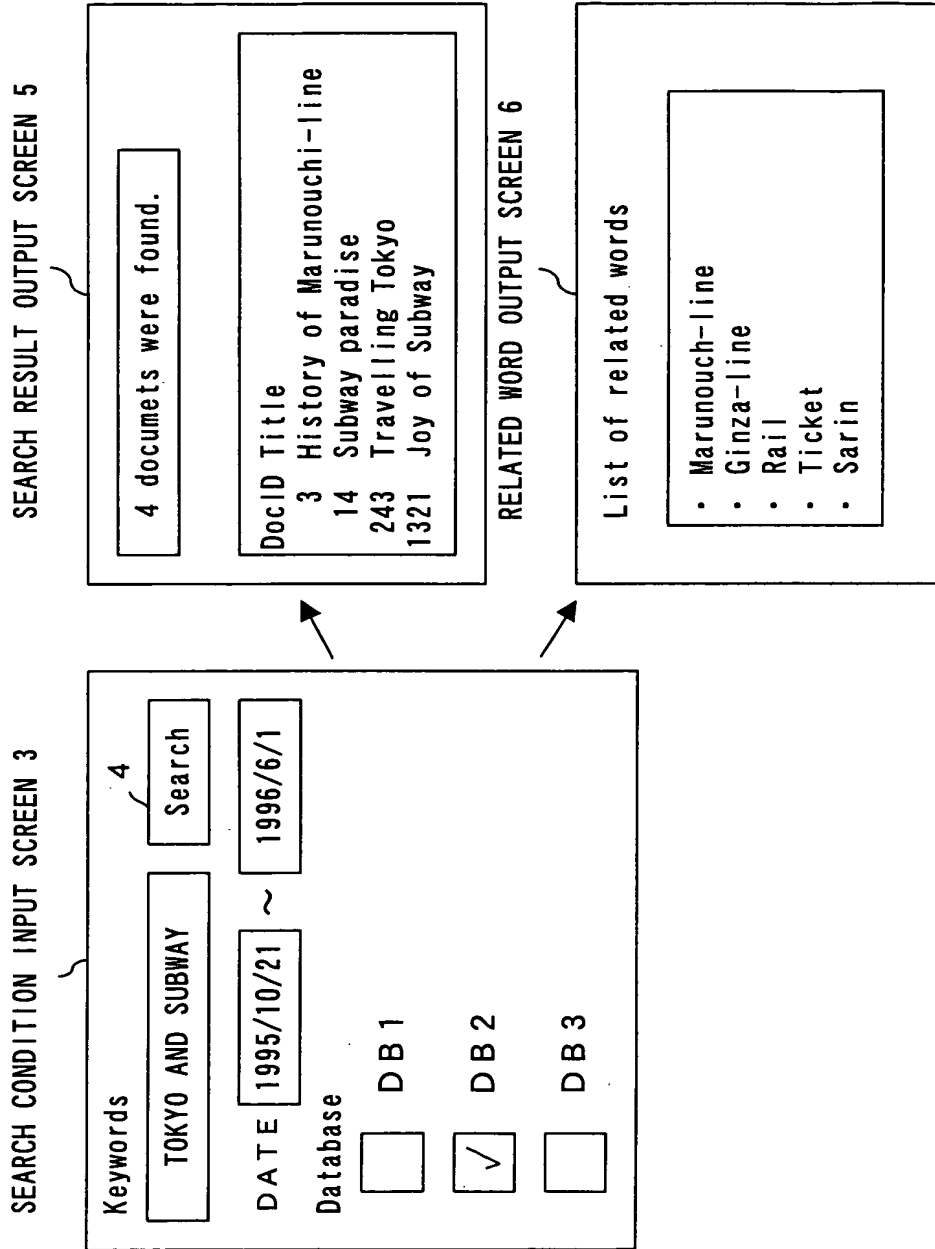 SEARCH CONDITION INPUT SCREEN 3
Keywords
4
TOKYO AND SUBWAY
Search
DATE 1995/10/21 ~ 1996/6/1
Database
DB1
√ DB2
DB3
SEARCH RESULT OUTPUT SCREEN 5
4 documets were found.
DocID Title
3 History of Marunouchi-line
14 Subway paradise
243 Travelling Tokyo
1321 Joy of Subway
RELATED WORD OUTPUT SCREEN 6
List of related words
· Marunouch-line
· Ginza-line
· Rail
· Ticket
· Sarin